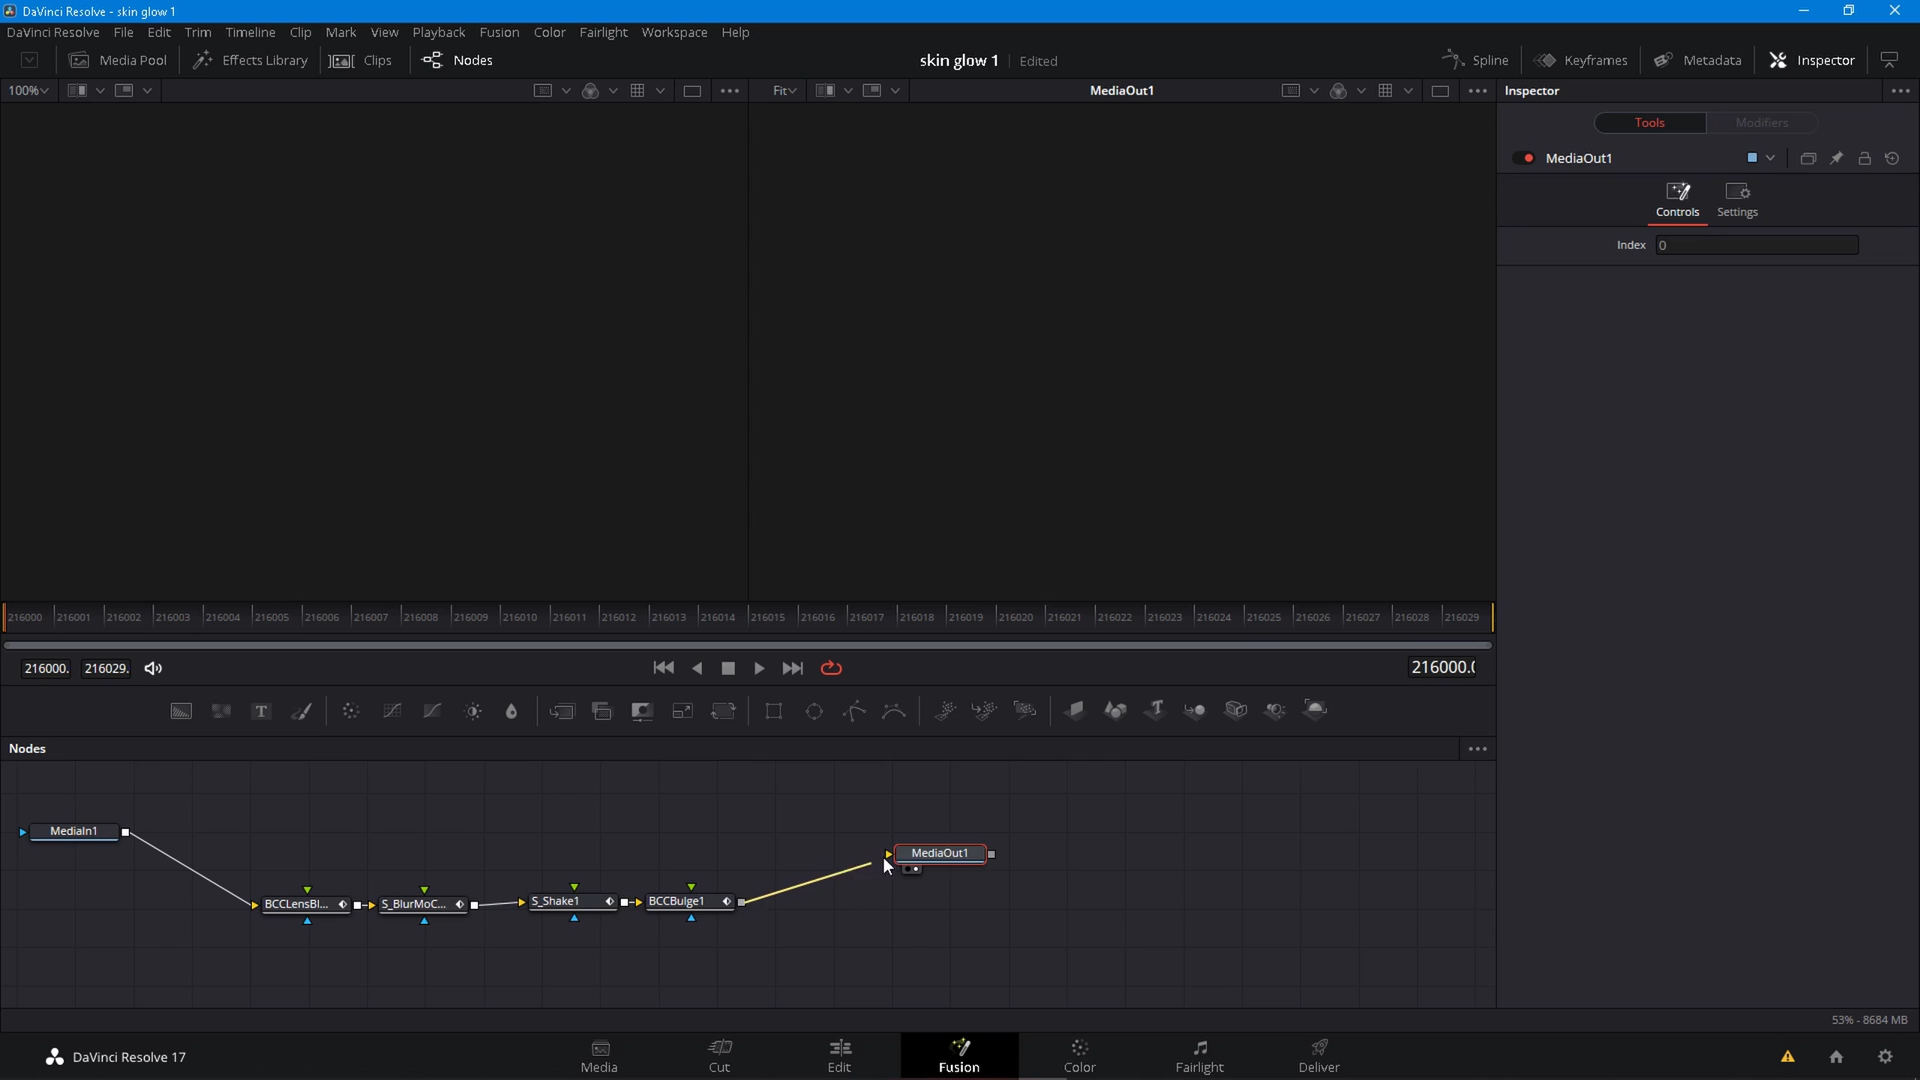 DaVinci Resolve - skin glow 1
DaVinci Resolve File Edit Trim Timeline Clip Mark View Playback Fusion Color Fairlight Workspace Help
Media Pool Effects Library Clips Nodes skin glow 1 Edited Spline Keyframes Metadata Inspector
100% Fit MediaOut1 Inspector
Tools Modifiers
MediaOut1
Controls Settings
Index 0
216000 216001 216002 216003 216004 216005 216006 216007 216008 216009 216010 216011 216012 216013 216014 216015 216016 216017 216018 216019 216020 216021 216022 216023 216024 216025 216026 216027 216028 216029
216000. 216029. 216000.0
Nodes
MediaIn1
MediaOut1
BCCLensBl... S_BlurMoC... S_Shake1 BCCBulge1
53% - 8684 MB
DaVinci Resolve 17
Media Cut Edit Fusion Color Fairlight Deliver